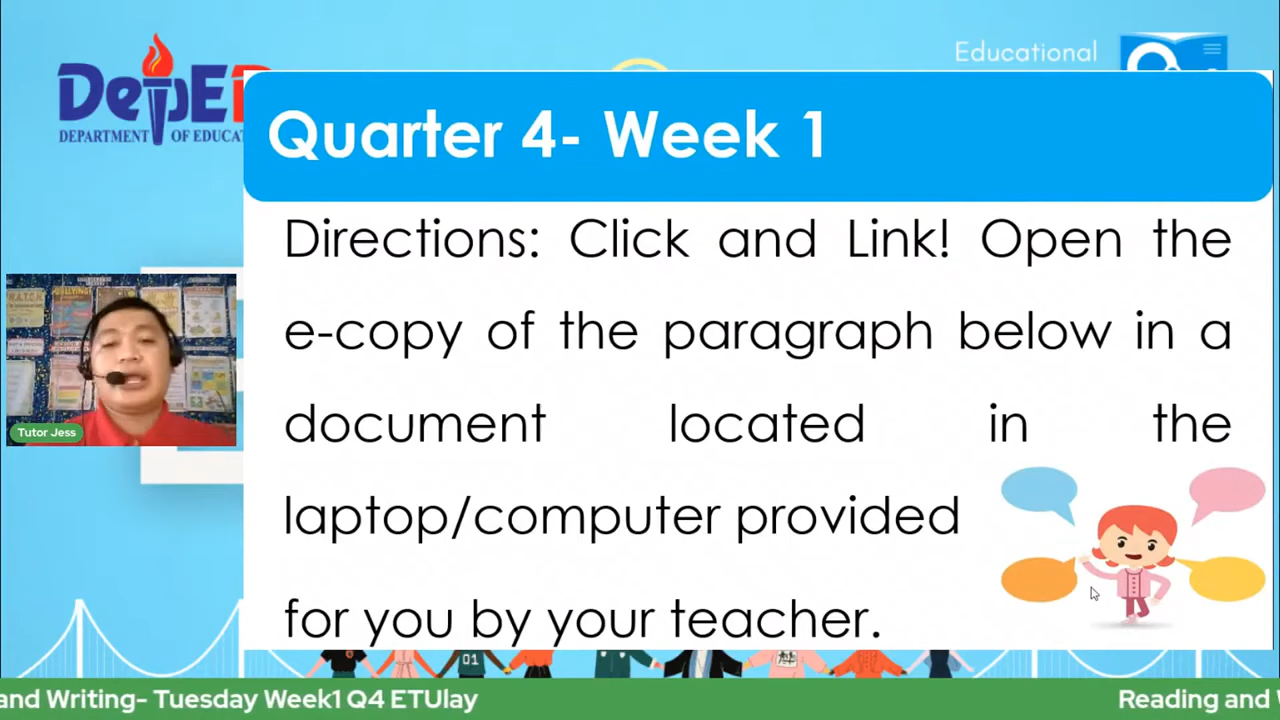 Educational
DepE
DEPARTMENT OF EDUCAT
Quarter 4- Week 1
Directions: Click and Link! Open the
e-copy of the paragraph below in a
document located in the
laptop/computer provided
for you by your teacher.
Tutor Jess
01
and Writing- Tuesday Week1 Q4 ETUlay
Reading and W